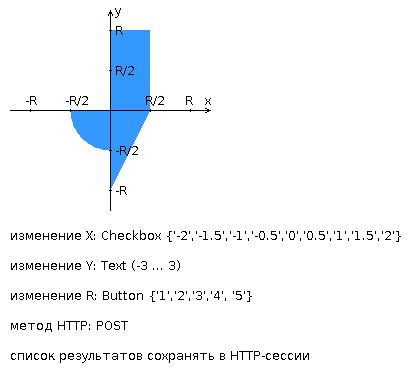 y
R
R/2
-R
-R/2
R/2
R
x
-R/2
-R
изменение X: Checkbox {'-2','-1.5','-1','-0.5','0','0.5','1','1.5','2'}
изменение Y: Text (-3 ... 3)
изменение R: Button {'1','2','3','4', '5'}
метод HTTP: POST
список результатов сохранять в HTTP-сессии